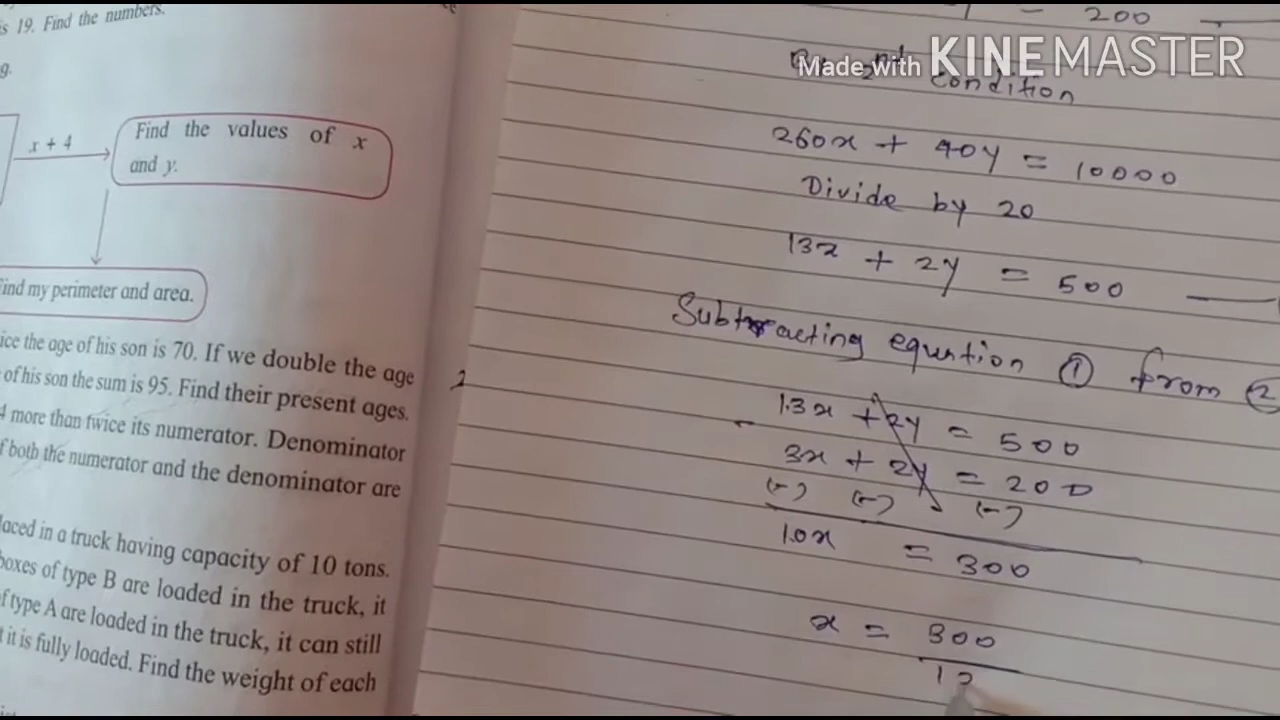 is 19. Find the numbers.
g.
x + 4
Find the values of x
and y.
Find my perimeter and area.
ice the age of his son is 70. If we double the age
of his son the sum is 95. Find their present ages.
4 more than twice its numerator. Denominator
f both the numerator and the denominator are
laced in a truck having capacity of 10 tons.
boxes of type B are loaded in the truck, it
f type A are loaded in the truck, it can still
it is fully loaded. Find the weight of each
= 200
Made with KINEMASTER
2nd condition
260x + 40y = 10000
Divide by 20
13x + 2y = 500
Subtracting equation ① from ②
13x + 2y = 500
3x + 2y = 200
(-) (-) (-)
10x = 300
x = 300